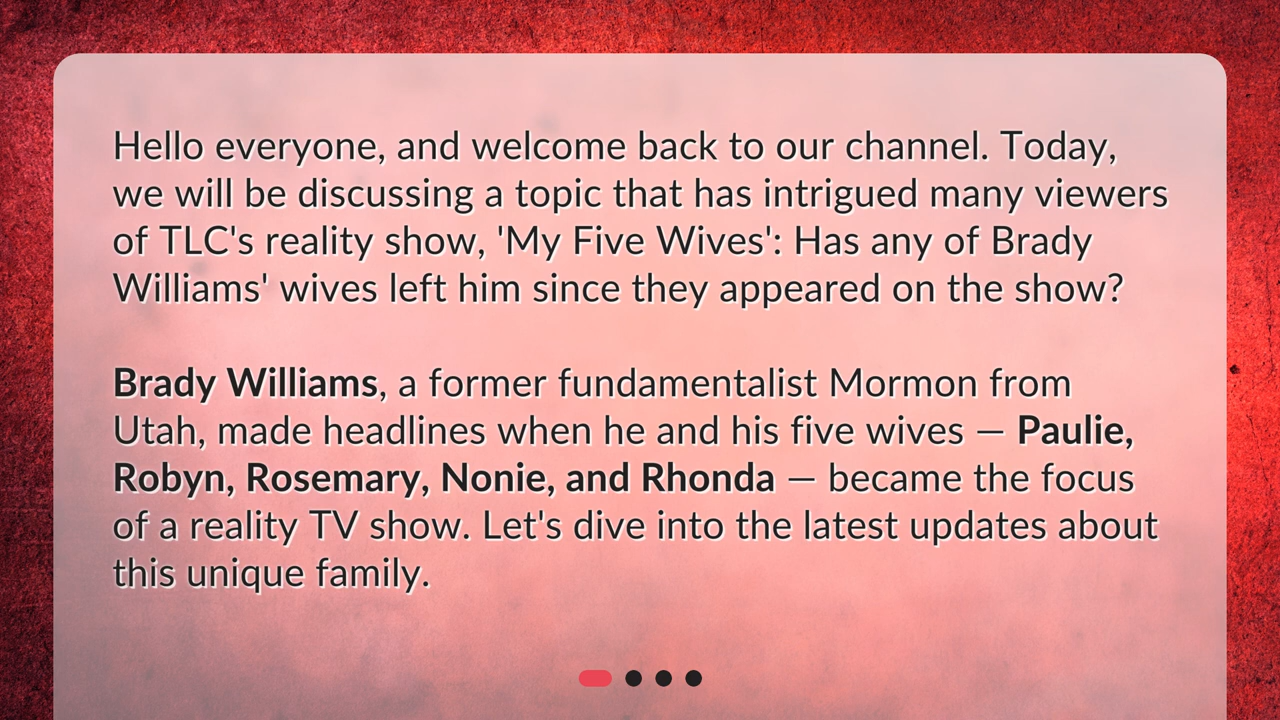 Hello everyone, and welcome back to our channel. Today,
we will be discussing a topic that has intrigued many viewers
of TLC's reality show, 'My Five Wives': Has any of Brady
Williams' wives left him since they appeared on the show?
Brady Williams, a former fundamentalist Mormon from
Utah, made headlines when he and his five wives — Paulie,
Robyn, Rosemary, Nonie, and Rhonda — became the focus
of a reality TV show. Let's dive into the latest updates about
this unique family.